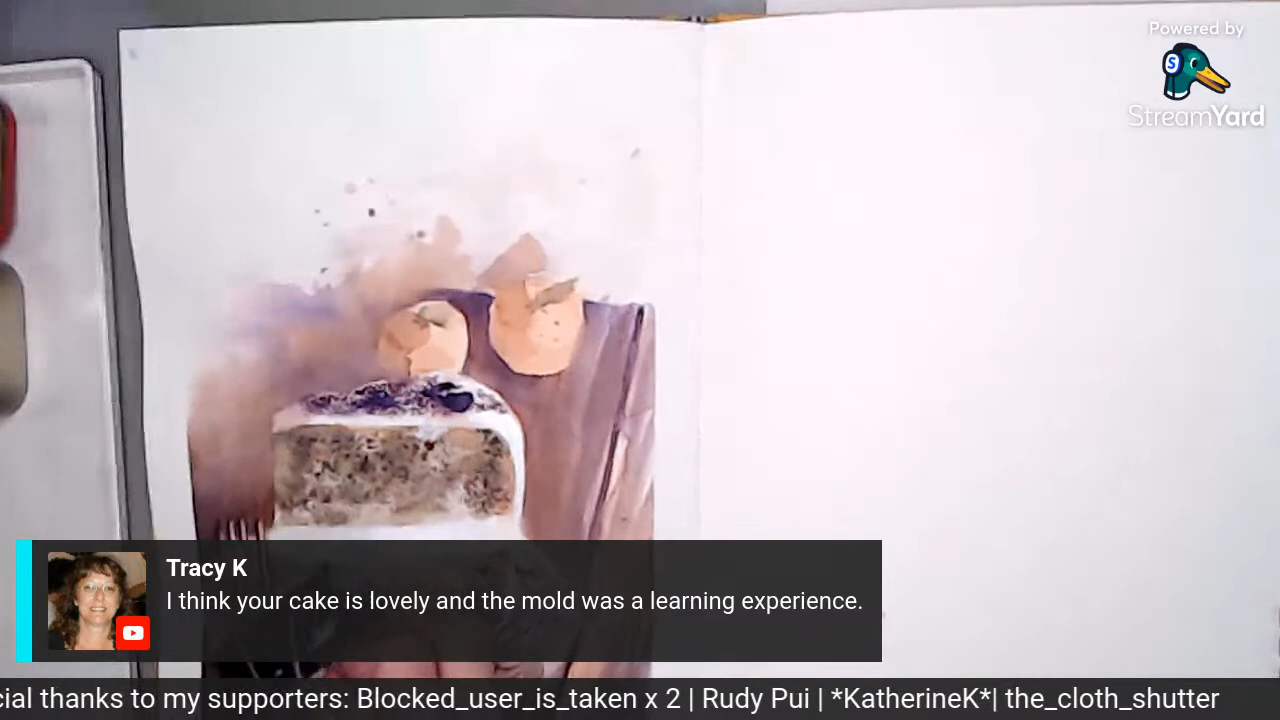 Powered by
StreamYard
Tracy K
I think your cake is lovely and the mold was a learning experience.
cial thanks to my supporters: Blocked_user_is_taken x 2 | Rudy Pui | *KatherineK*| the_cloth_shutter